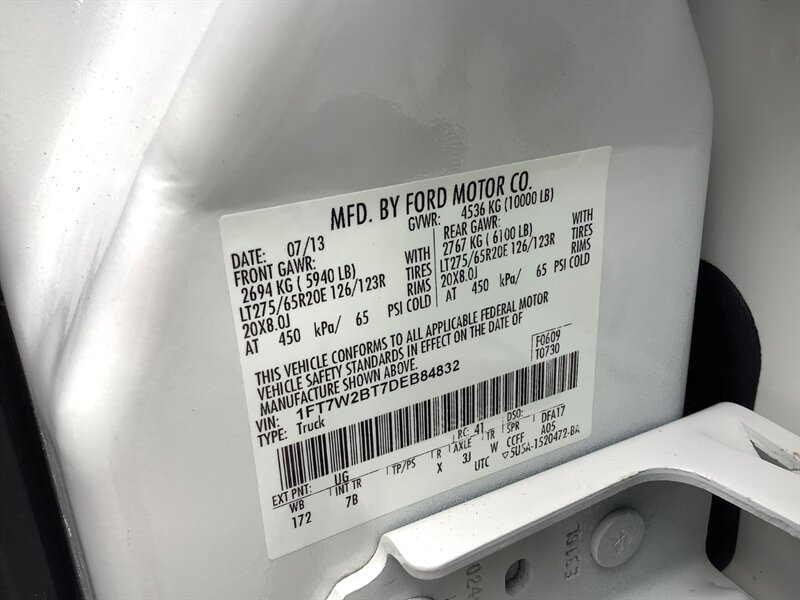 MFD. BY FORD MOTOR CO.
DATE: 07/13 GVWR: 4536 KG (10000 LB)
FRONT GAWR: REAR GAWR:
2694 KG ( 5940 LB) WITH 2767 KG ( 6100 LB) WITH
LT275/65R20E 126/123R TIRES LT275/65R20E 126/123R TIRES
20X8.0J RIMS 20X8.0J RIMS
AT 450 kPa/ 65 PSI COLD AT 450 kPa/ 65 PSI COLD
THIS VEHICLE CONFORMS TO ALL APPLICABLE FEDERAL MOTOR
VEHICLE SAFETY STANDARDS IN EFFECT ON THE DATE OF
MANUFACTURE SHOWN ABOVE.
VIN: 1FT7W2BT7DEB84832
TYPE: Truck
F0609
T0730
RC: 41 DSO:
EXT PNT: UG
WB INT TR TP/PS R AXLE TR SPR DFA17
172 7B X 3J W CCFF A05
UTC ▽5U5A-1520472-BA